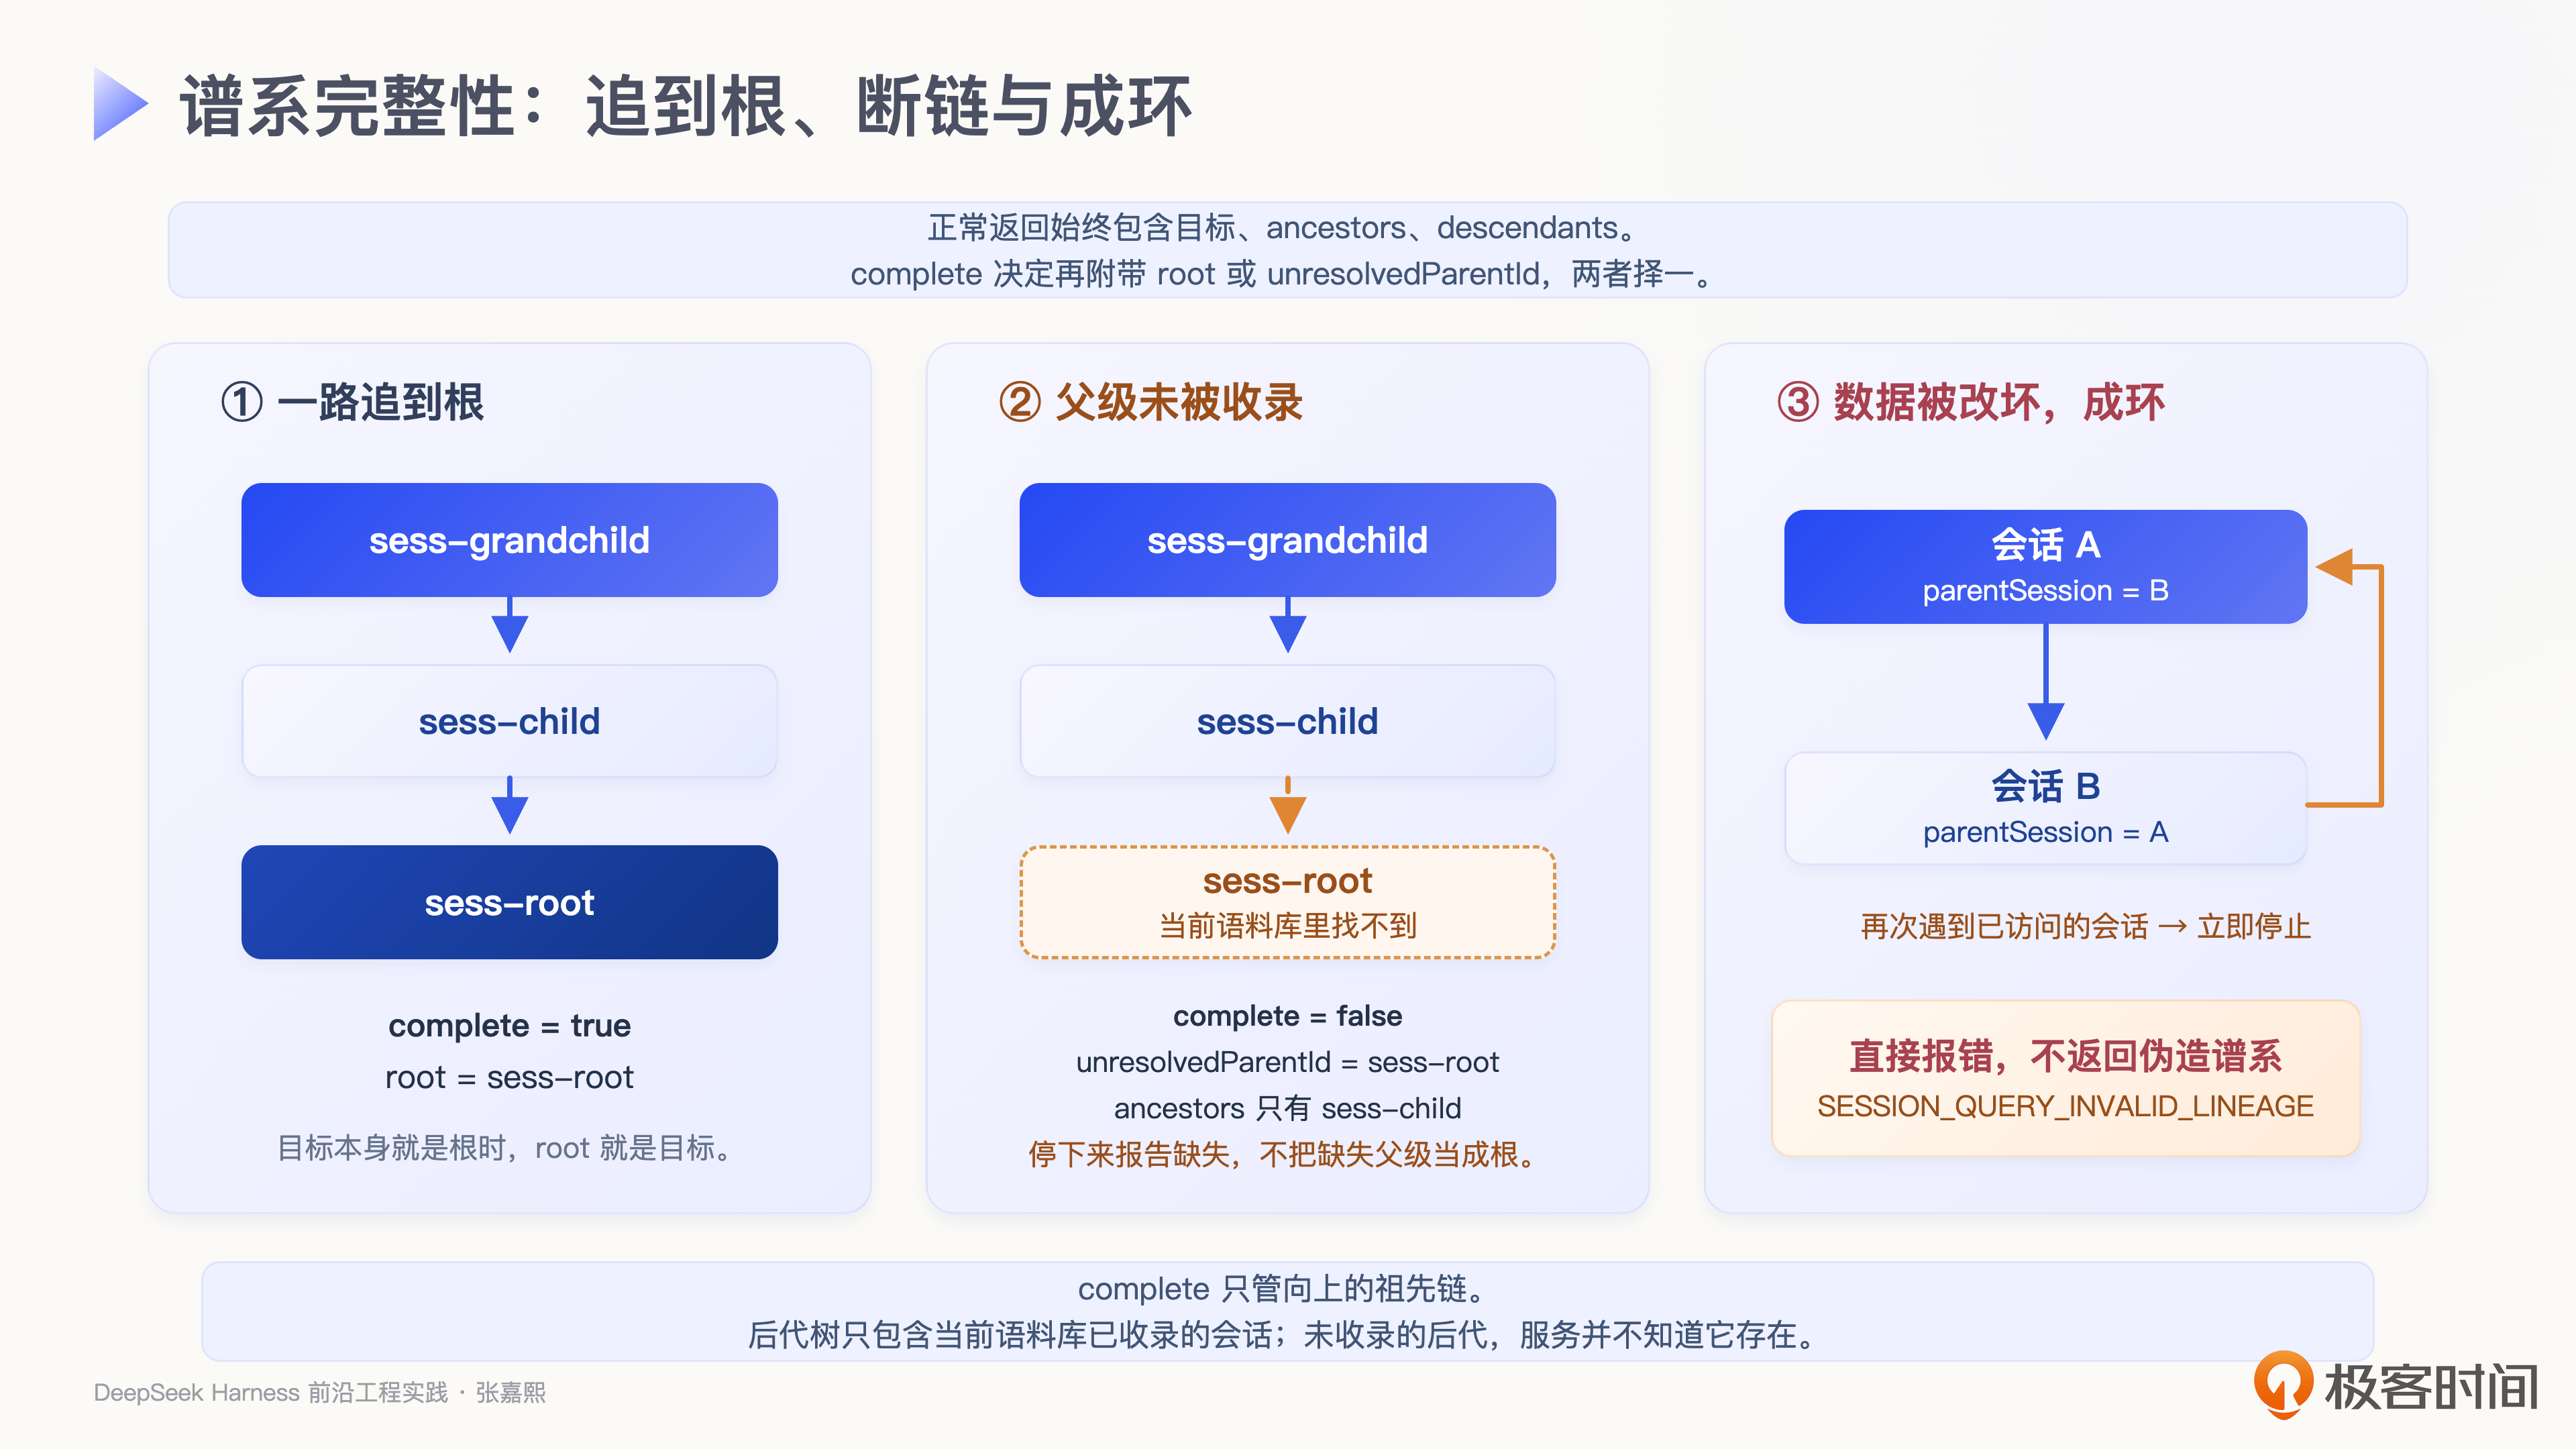 谱系完整性：追到根、断链与成环
正常返回始终包含目标、ancestors、descendants。
complete 决定再附带 root 或 unresolvedParentId，两者择一。
① 一路追到根
sess-grandchild
sess-child
sess-root
complete = true
root = sess-root
目标本身就是根时，root 就是目标。
② 父级未被收录
sess-grandchild
sess-child
sess-root
当前语料库里找不到
complete = false
unresolvedParentId = sess-root
ancestors 只有 sess-child
停下来报告缺失，不把缺失父级当成根。
③ 数据被改坏，成环
会话 A
parentSession = B
会话 B
parentSession = A
再次遇到已访问的会话 → 立即停止
直接报错，不返回伪造谱系
SESSION_QUERY_INVALID_LINEAGE
complete 只管向上的祖先链。
后代树只包含当前语料库已收录的会话；未收录的后代，服务并不知道它存在。
DeepSeek Harness 前沿工程实践 · 张嘉熙
极客时间